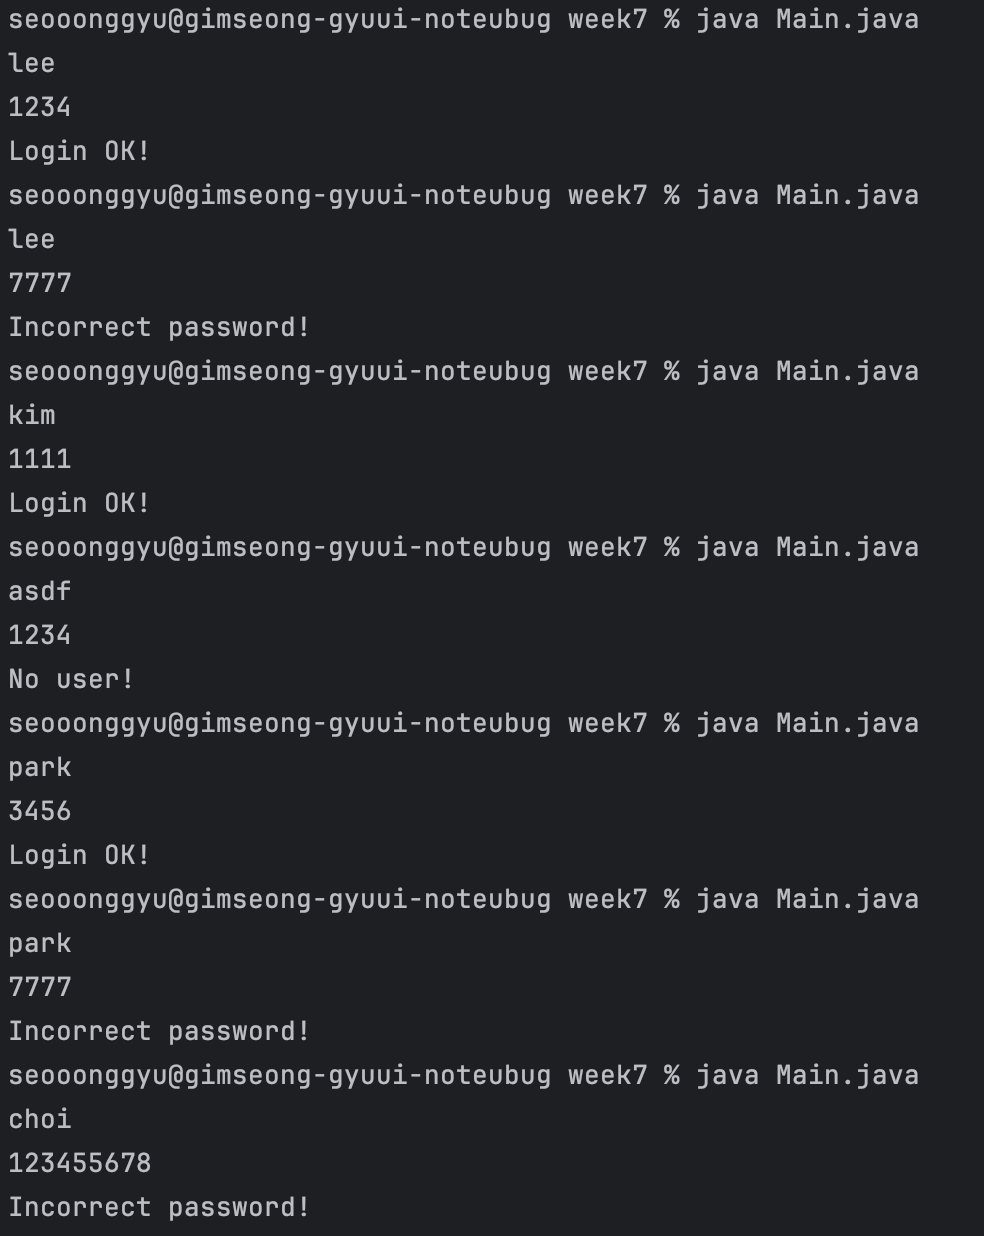 seooonggyu@gimseong-gyuui-noteubug week7 % java Main.java
lee
1234
Login OK!
seooonggyu@gimseong-gyuui-noteubug week7 % java Main.java
lee
7777
Incorrect password!
seooonggyu@gimseong-gyuui-noteubug week7 % java Main.java
kim
1111
Login OK!
seooonggyu@gimseong-gyuui-noteubug week7 % java Main.java
asdf
1234
No user!
seooonggyu@gimseong-gyuui-noteubug week7 % java Main.java
park
3456
Login OK!
seooonggyu@gimseong-gyuui-noteubug week7 % java Main.java
park
7777
Incorrect password!
seooonggyu@gimseong-gyuui-noteubug week7 % java Main.java
choi
123455678
Incorrect password!